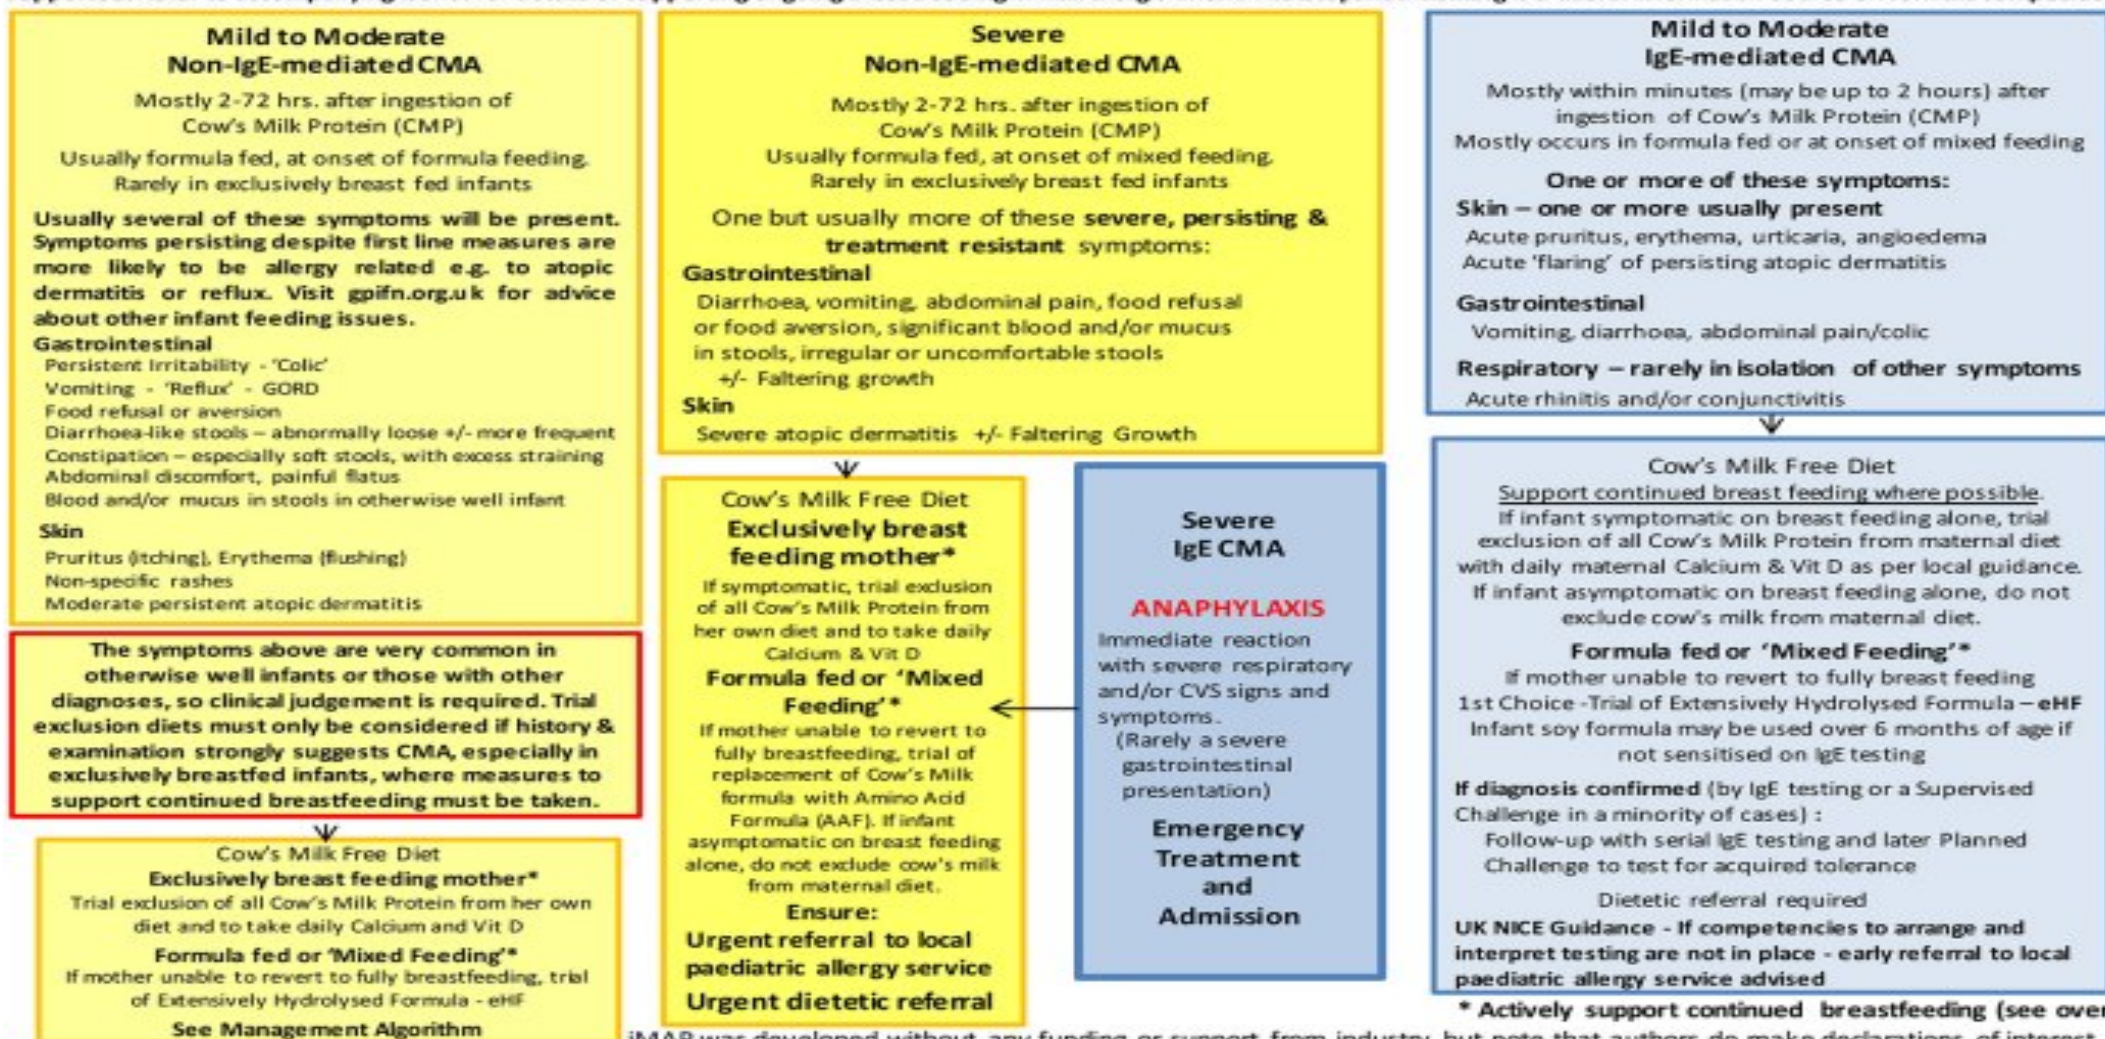 Mild to Moderate
Non-IgE-mediated CMA
Mostly 2-72 hrs. after ingestion of
Cow's Milk Protein (CMP)
Usually formula fed, at onset of formula feeding.
Rarely in exclusively breast fed infants
Usually several of these symptoms will be present.
Symptoms persisting despite first line measures are
more likely to be allergy related e.g. to atopic
dermatitis or reflux. Visit gpifn.org.uk for advice
about other infant feeding issues.
Gastrointestinal
Persistent Irritability - 'Colic'
Vomiting - 'Reflux' - GORD
Food refusal or aversion
Diarrhoea-like stools – abnormally loose +/- more frequent
Constipation – especially soft stools, with excess straining
Abdominal discomfort, painful flatus
Blood and/or mucus in stools in otherwise well infant
Skin
Pruritus (itching), Erythema (flushing)
Non-specific rashes
Moderate persistent atopic dermatitis
The symptoms above are very common in
otherwise well infants or those with other
diagnoses, so clinical judgement is required. Trial
exclusion diets must only be considered if history &
examination strongly suggests CMA, especially in
exclusively breastfed infants, where measures to
support continued breastfeeding must be taken.
Cow's Milk Free Diet
Exclusively breast feeding mother*
Trial exclusion of all Cow's Milk Protein from her own
diet and to take daily Calcium and Vit D
Formula fed or 'Mixed Feeding'*
If mother unable to revert to fully breastfeeding, trial
of Extensively Hydrolysed Formula - eHF
See Management Algorithm
Severe
Non-IgE-mediated CMA
Mostly 2-72 hrs. after ingestion of
Cow's Milk Protein (CMP)
Usually formula fed, at onset of mixed feeding.
Rarely in exclusively breast fed infants
One but usually more of these severe, persisting &
treatment resistant symptoms:
Gastrointestinal
Diarrhoea, vomiting, abdominal pain, food refusal
or food aversion, significant blood and/or mucus
in stools, irregular or uncomfortable stools
+/- Faltering growth
Skin
Severe atopic dermatitis +/- Faltering Growth
Cow's Milk Free Diet
Exclusively breast
feeding mother*
If symptomatic, trial exclusion
of all Cow's Milk Protein from
her own diet and to take daily
Calcium & Vit D
Formula fed or 'Mixed
Feeding'*
If mother unable to revert to
fully breastfeeding, trial of
replacement of Cow's Milk
formula with Amino Acid
Formula (AAF). If infant
asymptomatic on breast feeding
alone, do not exclude cow's milk
from maternal diet.
Ensure:
Urgent referral to local
paediatric allergy service
Urgent dietetic referral
Severe
IgE CMA
ANAPHYLAXIS
Immediate reaction
with severe respiratory
and/or CVS signs and
symptoms.
(Rarely a severe
gastrointestinal
presentation)
Emergency
Treatment
and
Admission
Mild to Moderate
IgE-mediated CMA
Mostly within minutes (may be up to 2 hours) after
ingestion of Cow's Milk Protein (CMP)
Mostly occurs in formula fed or at onset of mixed feeding
One or more of these symptoms:
Skin – one or more usually present
Acute pruritus, erythema, urticaria, angioedema
Acute 'flaring' of persisting atopic dermatitis
Gastrointestinal
Vomiting, diarrhoea, abdominal pain/colic
Respiratory – rarely in isolation of other symptoms
Acute rhinitis and/or conjunctivitis
Cow's Milk Free Diet
Support continued breast feeding where possible.
If infant symptomatic on breast feeding alone, trial
exclusion of all Cow's Milk Protein from maternal diet
with daily maternal Calcium & Vit D as per local guidance.
If infant asymptomatic on breast feeding alone, do not
exclude cow's milk from maternal diet.
Formula fed or 'Mixed Feeding'*
If mother unable to revert to fully breast feeding
1st Choice -Trial of Extensively Hydrolysed Formula – eHF
Infant soy formula may be used over 6 months of age if
not sensitised on IgE testing
If diagnosis confirmed (by IgE testing or a Supervised
Challenge in a minority of cases) :
Follow-up with serial IgE testing and later Planned
Challenge to test for acquired tolerance
Dietetic referral required
UK NICE Guidance - If competencies to arrange and
interpret testing are not in place - early referral to local
paediatric allergy service advised
* Actively support continued breastfeeding (see over
iMAP was developed without any funding or support from industry, but note that authors do make declarations of interest